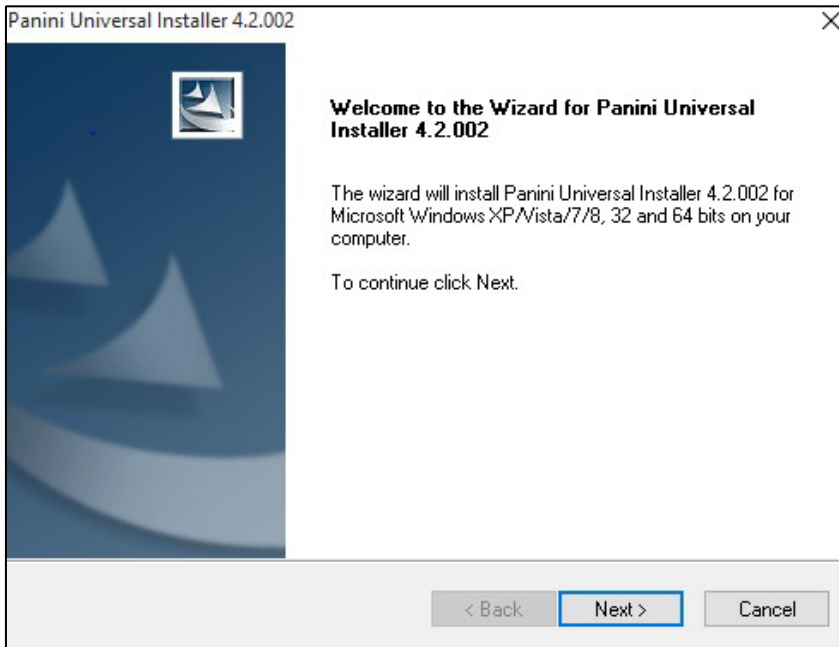 Panini Universal Installer 4.2.002
Welcome to the Wizard for Panini Universal
Installer 4.2.002
The wizard will install Panini Universal Installer 4.2.002 for
Microsoft Windows XP/Vista/7/8, 32 and 64 bits on your
computer.
To continue click Next.
< Back Next > Cancel